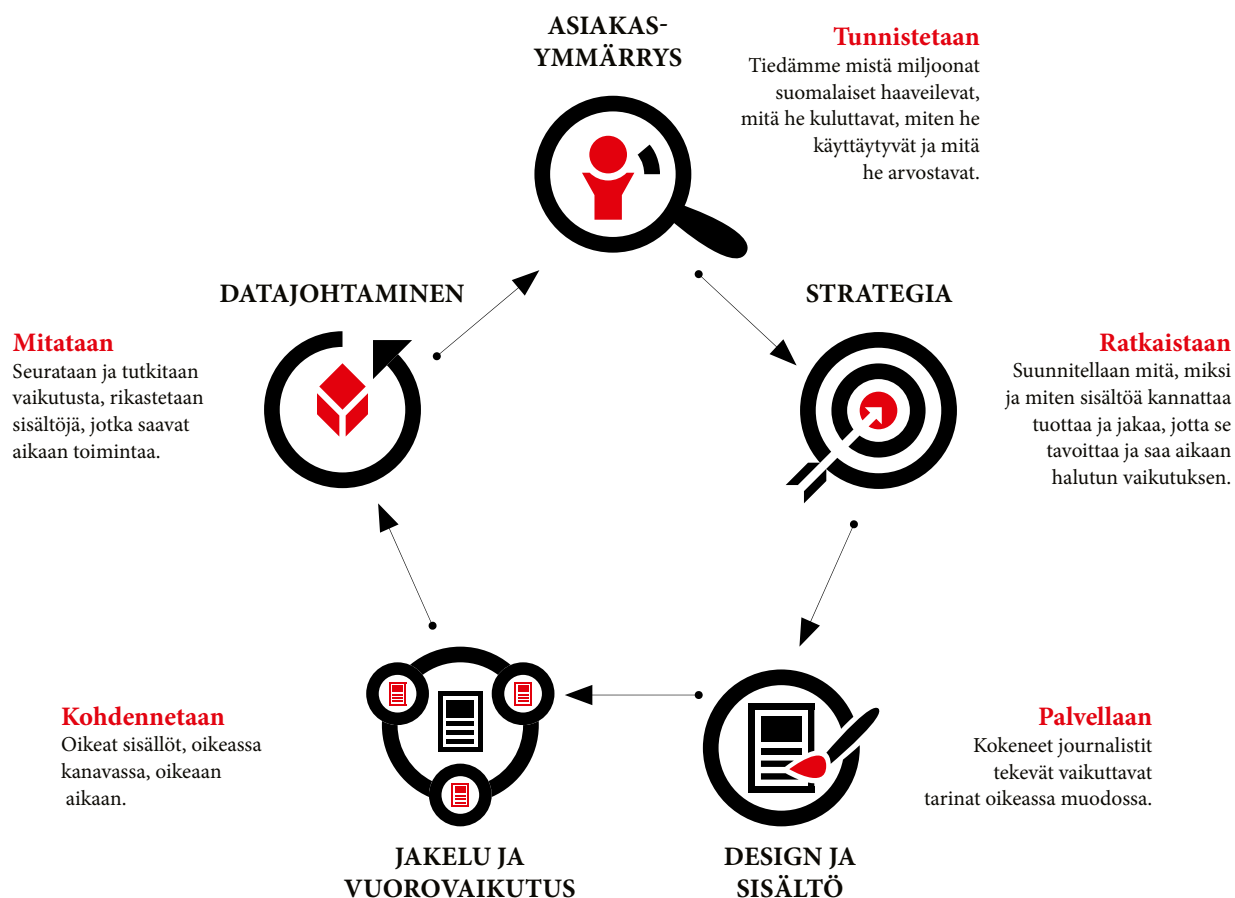 ASIAKAS-
YMMÄRRYS
Tunnistetaan
Tiedämme mistä miljoonat
suomalaiset haaveilevat,
mitä he kuluttavat, miten he
käyttäytyvät ja mitä
he arvostavat.
STRATEGIA
Ratkaistaan
Suunnitellaan mitä, miksi
ja miten sisältöä kannattaa
tuottaa ja jakaa, jotta se
tavoittaa ja saa aikaan
halutun vaikutuksen.
DESIGN JA
SISÄLTÖ
Palvellaan
Kokeneet journalistit
tekevät vaikuttavat
tarinat oikeassa muodossa.
JAKELU JA
VUOROVAIKUTUS
Kohdennetaan
Oikeat sisällöt, oikeassa
kanavassa, oikeaan
aikaan.
DATAJOHTAMINEN
Mitataan
Seurataan ja tutkitaan
vaikutusta, rikastetaan
sisältöjä, jotka saavat
aikaan toimintaa.